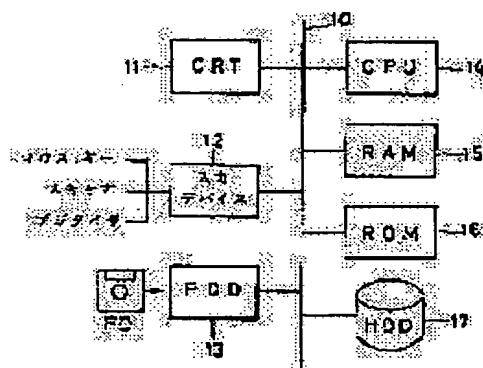 10
11
CRT
CPU
14
12
マウス・キー
スキャナ
デジタイザ
入力
デバイス
RAM
15
ROM
16
FD
FDD
13
HDD
17